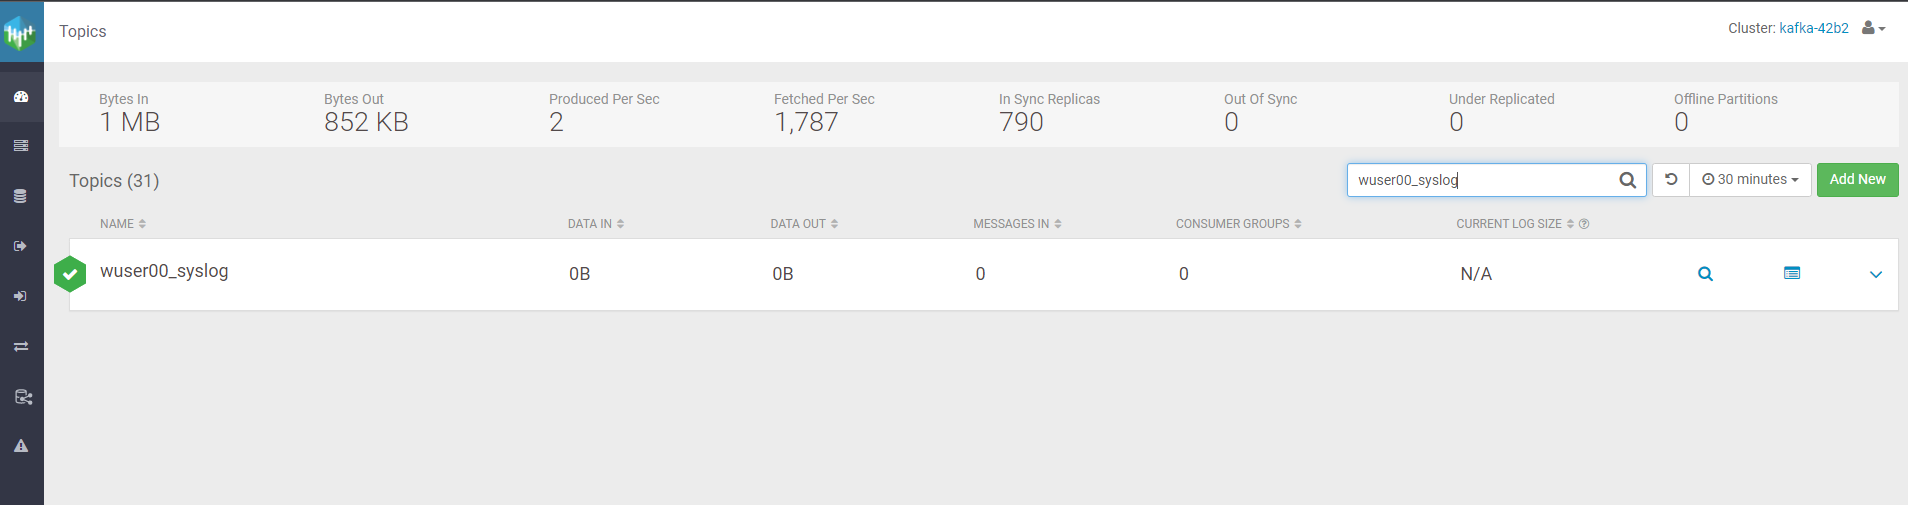 Topics
Cluster: kafka-42b2
Bytes In Bytes Out Produced Per Sec Fetched Per Sec In Sync Replicas Out Of Sync Under Replicated Offline Partitions
1 MB 852 KB 2 1,787 790 0 0 0
Topics (31) wuser00_syslog 30 minutes Add New
NAME DATA IN DATA OUT MESSAGES IN CONSUMER GROUPS CURRENT LOG SIZE
wuser00_syslog 0B 0B 0 0 N/A